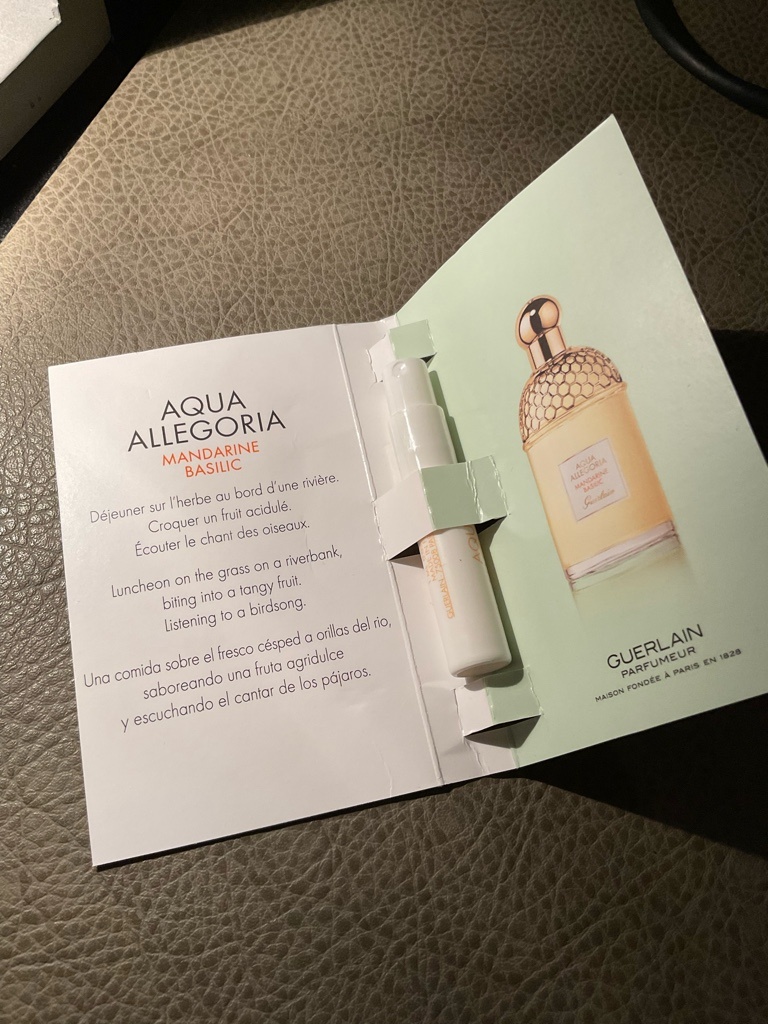 AQUA
ALLEGORIA
MANDARINE
BASILIC
Déjeuner sur l'herbe au bord d'une rivière.
Croquer un fruit acidulé.
Écouter le chant des oiseaux.
Luncheon on the grass on a riverbank,
biting into a tangy fruit.
Listening to a birdsong.
Una comida sobre el fresco césped a orillas del rio,
saboreando una fruta agridulce
y escuchando el cantar de los pájaros.
AQUA
ALLEGORIA
MANDARINE
BASILIC
Guerlain
GUERLAIN
PARFUMEUR
MAISON FONDÉE À PARIS EN 1828